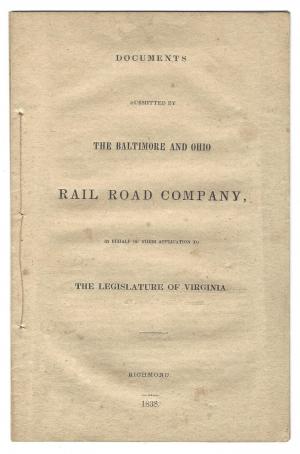 DOCUMENTS
SUBMITTED BY
THE BALTIMORE AND OHIO
RAIL ROAD COMPANY,
IN BEHALF OF THEIR APPLICATION TO
THE LEGISLATURE OF VIRGINIA.
RICHMOND.
1838.